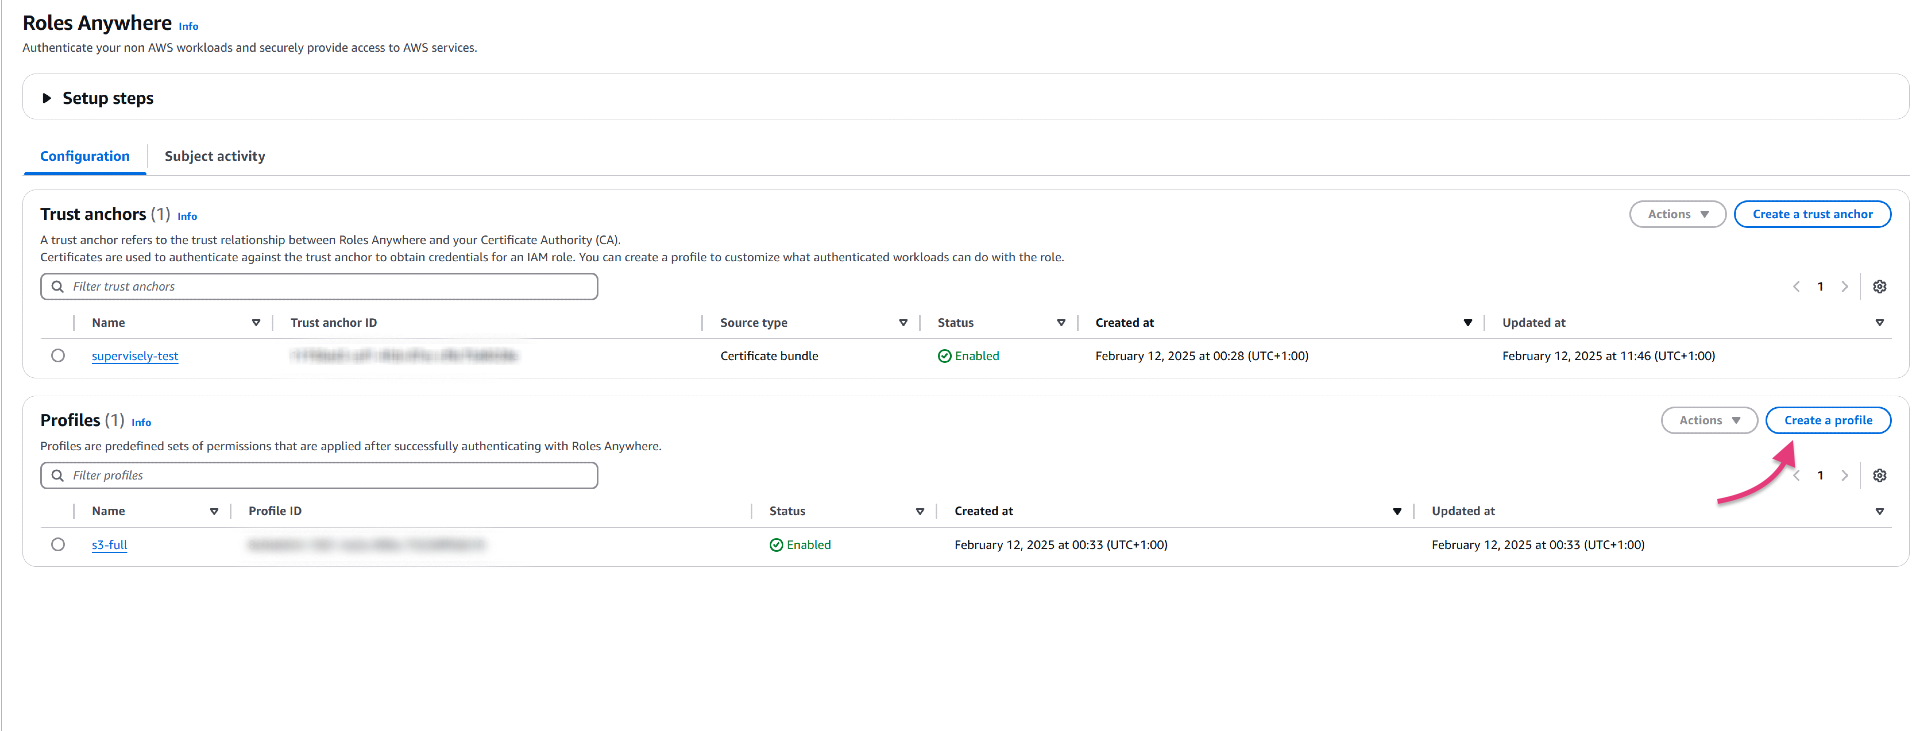 Roles Anywhere Info
Authenticate your non AWS workloads and securely provide access to AWS services.
Setup steps
Configuration
Subject activity
Trust anchors (1) Info
Actions
Create a trust anchor
A trust anchor refers to the trust relationship between Roles Anywhere and your Certificate Authority (CA).
Certificates are used to authenticate against the trust anchor to obtain credentials for an IAM role. You can create a profile to customize what authenticated workloads can do with the role.
Filter trust anchors
1
Name Trust anchor ID Source type Status Created at Updated at
supervisely-test Certificate bundle Enabled February 12, 2025 at 00:28 (UTC+1:00) February 12, 2025 at 11:46 (UTC+1:00)
Profiles (1) Info
Actions
Create a profile
Profiles are predefined sets of permissions that are applied after successfully authenticating with Roles Anywhere.
Filter profiles
1
Name Profile ID Status Created at Updated at
s3-full Enabled February 12, 2025 at 00:33 (UTC+1:00) February 12, 2025 at 00:33 (UTC+1:00)